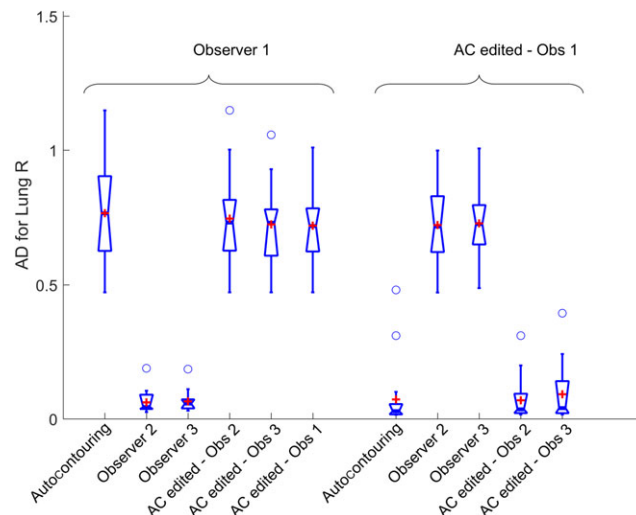 1.5
Observer 1
AC edited - Obs 1
1
AD for Lung R
0.5
0
Autocontouring
Observer 2
Observer 3
AC edited - Obs 2
AC edited - Obs 3
AC edited - Obs 1
Autocontouring
Observer 2
Observer 3
AC edited - Obs 2
AC edited - Obs 3